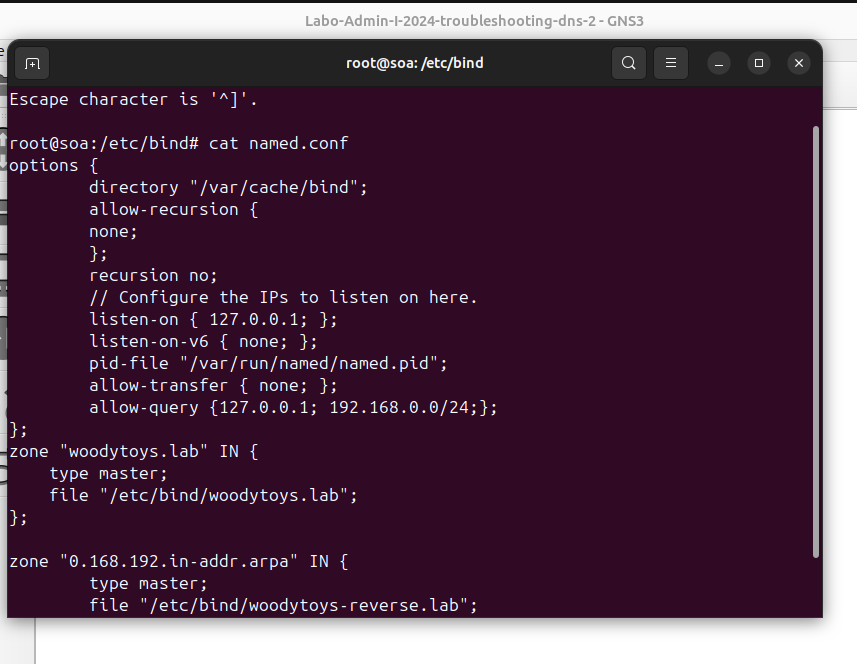 Labo-Admin-I-2024-troubleshooting-dns-2 - GNS3
root@soa: /etc/bind
Escape character is '^]'.
root@soa:/etc/bind# cat named.conf
options {
        directory "/var/cache/bind";
        allow-recursion {
        none;
        };
        recursion no;
        // Configure the IPs to listen on here.
        listen-on { 127.0.0.1; };
        listen-on-v6 { none; };
        pid-file "/var/run/named/named.pid";
        allow-transfer { none; };
        allow-query {127.0.0.1; 192.168.0.0/24;};
};
zone "woodytoys.lab" IN {
    type master;
    file "/etc/bind/woodytoys.lab";
};
zone "0.168.192.in-addr.arpa" IN {
        type master;
        file "/etc/bind/woodytoys-reverse.lab";